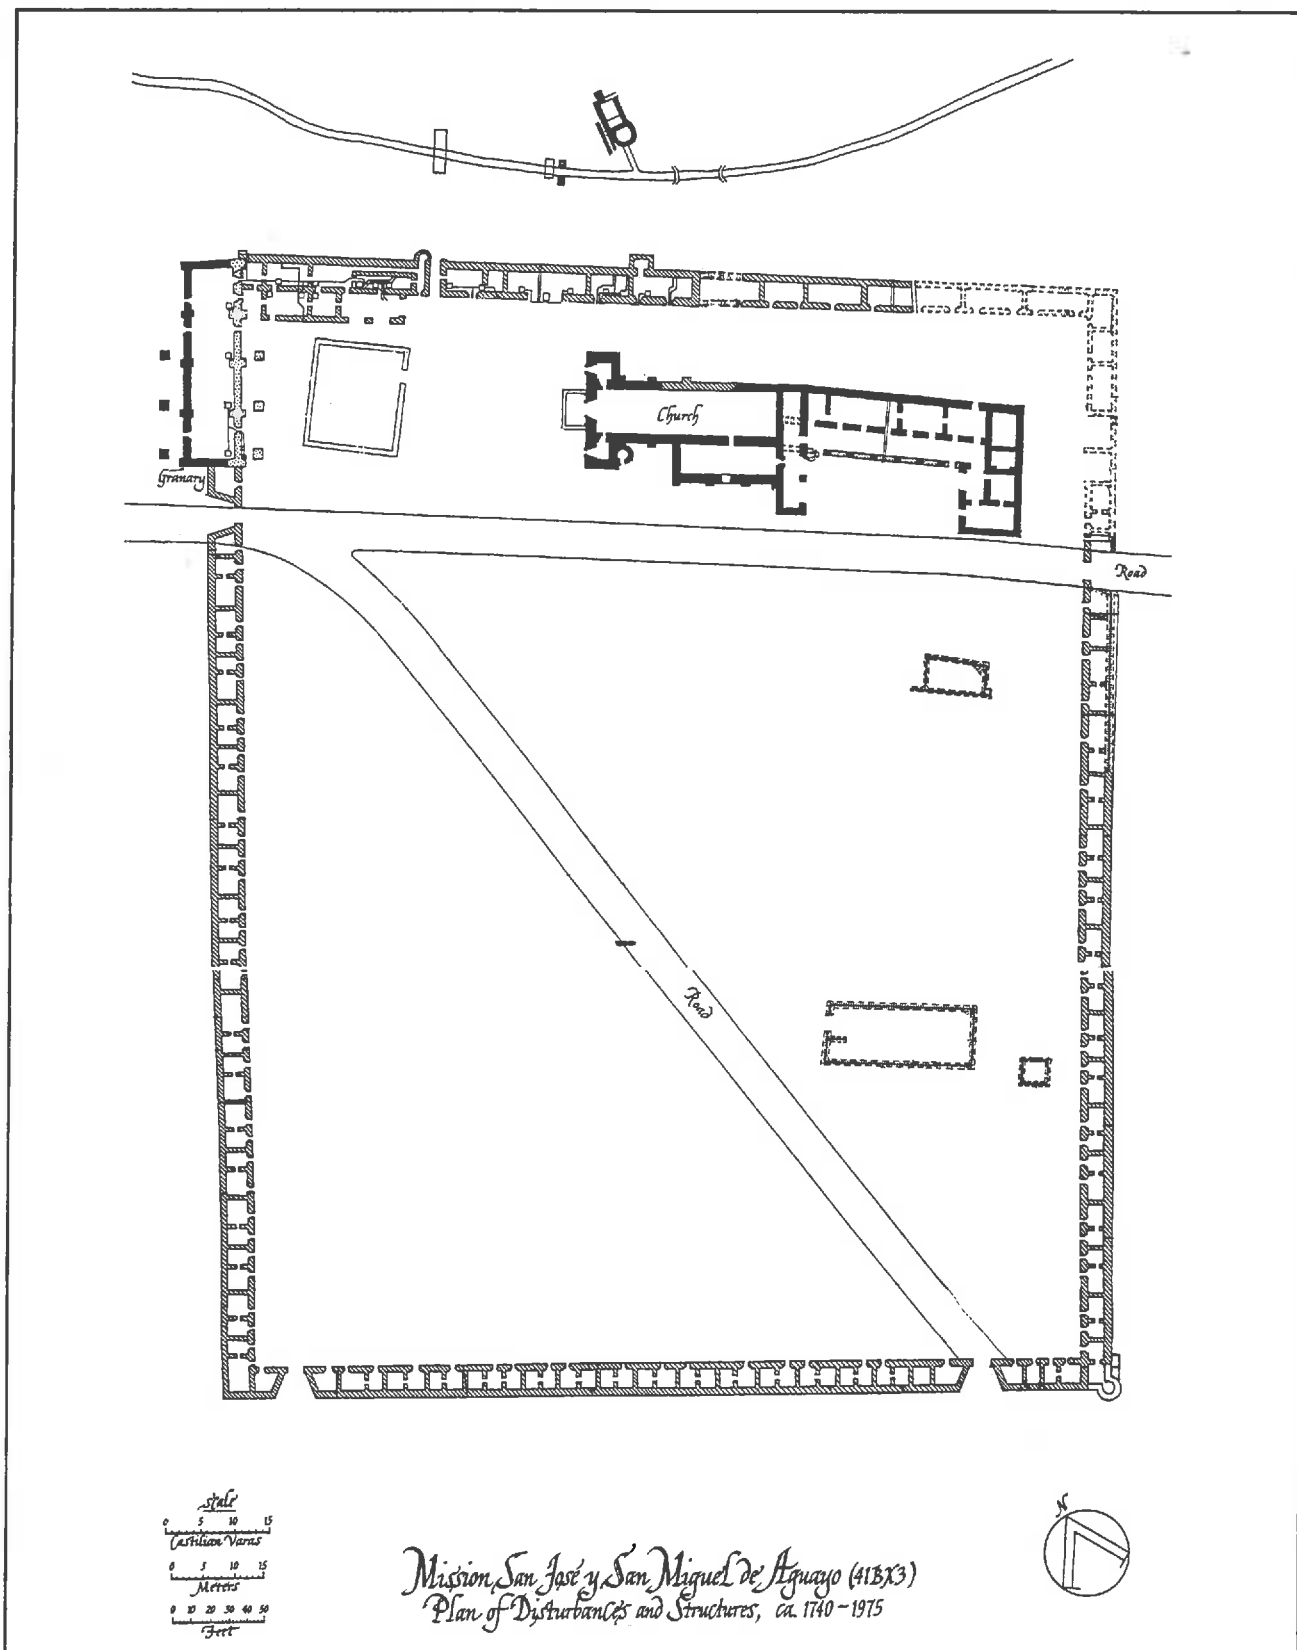 Church
Granary
Road
Road
scale
0 5 10 15
Castilian Varas
0 5 10 15
Meters
0 10 20 30 40 50
Feet
N
Mission San José y San Miguel de Aguayo (41BX3)
Plan of Disturbances and Structures, ca. 1740-1975